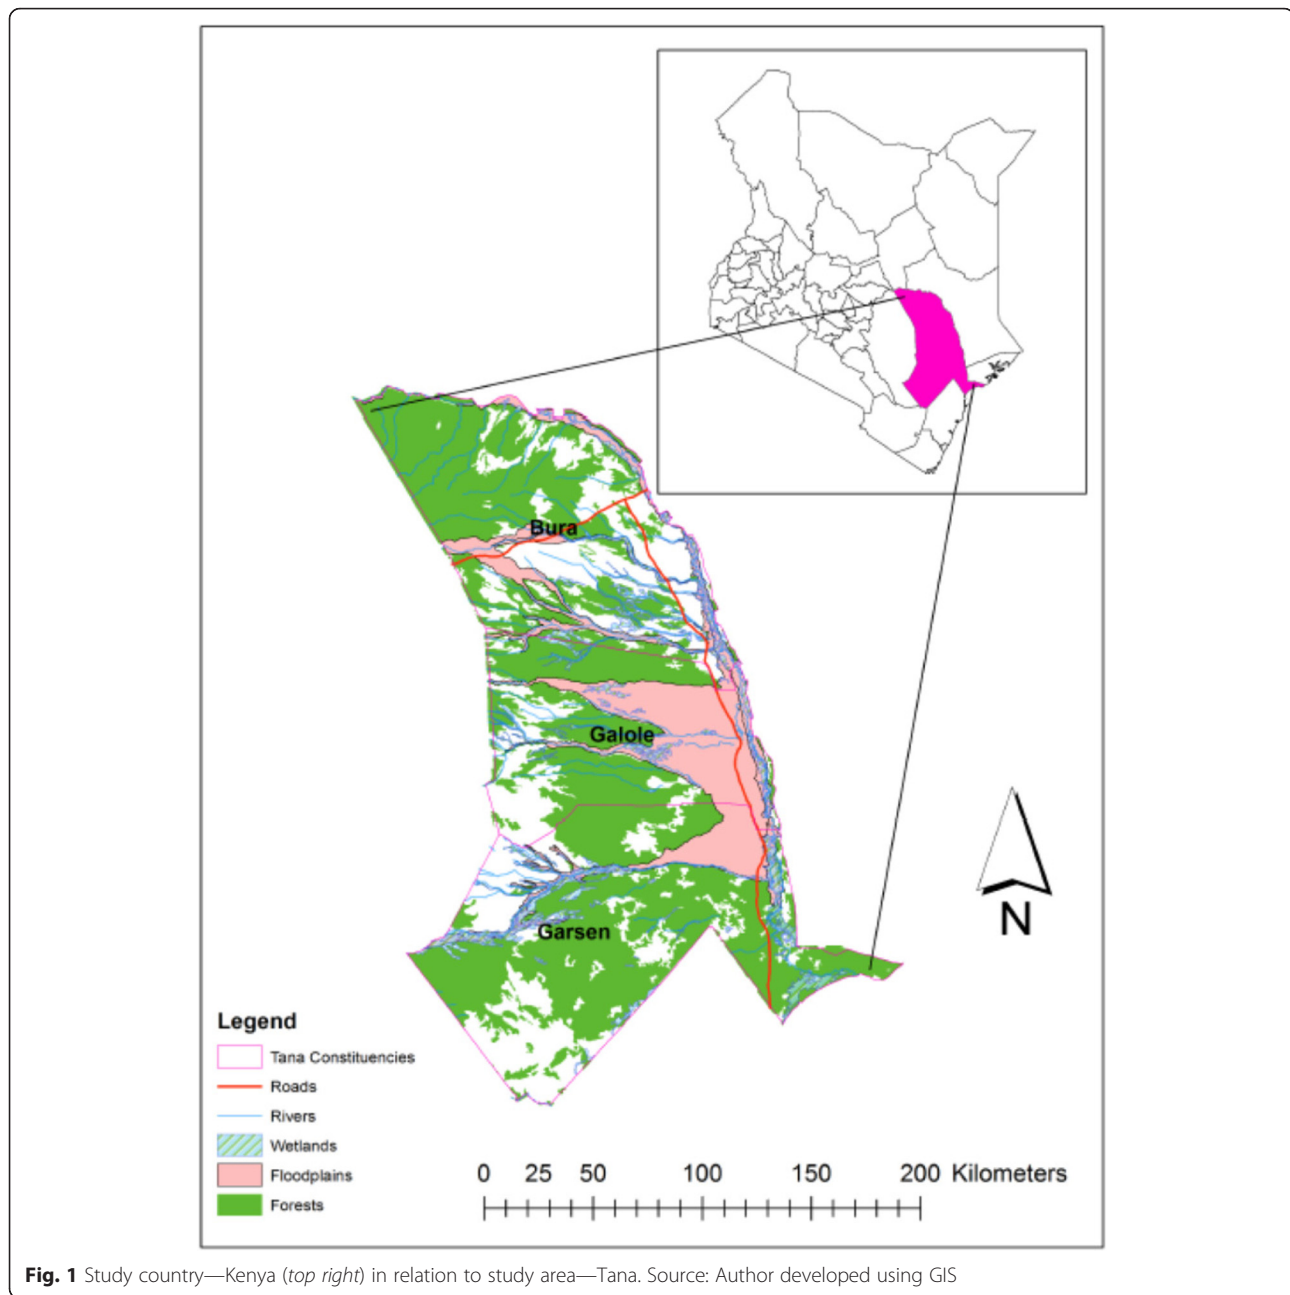 Bura
Galole
Garsen
N
Legend
Tana Constituencies
Roads
Rivers
Wetlands
Floodplains
Forests
0 25 50 100 150 200 Kilometers
Fig. 1 Study country—Kenya (top right) in relation to study area—Tana. Source: Author developed using GIS